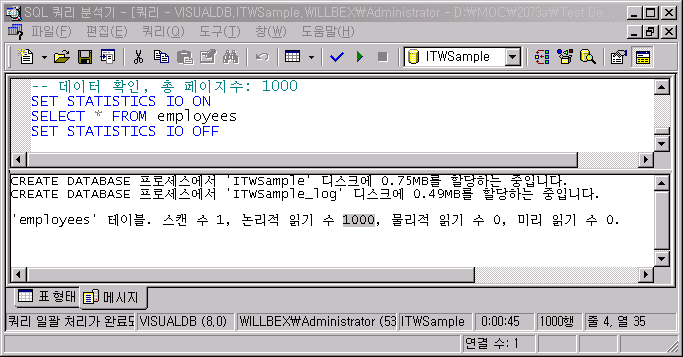 SQL 쿼리 분석기 - [쿼리 - VISUALDB,ITWSample,WILLBEX\Administrator - D:\MOC\2073a\Test De...
파일(F) 편집(E) 쿼리(Q) 도구(T) 창(W) 도움말(H)
ITWSample
-- 데이터 확인, 총 페이지수: 1000
SET STATISTICS IO ON
SELECT * FROM employees
SET STATISTICS IO OFF
CREATE DATABASE 프로세스에서 'ITWSample' 디스크에 0.75MB를 할당하는 중입니다.
CREATE DATABASE 프로세스에서 'ITWSample_log' 디스크에 0.49MB를 할당하는 중입니다.
'employees' 테이블. 스캔 수 1, 논리적 읽기 수 1000, 물리적 읽기 수 0, 미리 읽기 수 0.
표 형태 메시지
쿼리 일괄 처리가 완료도 VISUALDB (8,0) WILLBEX\Administrator (53 ITWSample 0:00:45 1000행 줄 4, 열 35
연결 수: 1